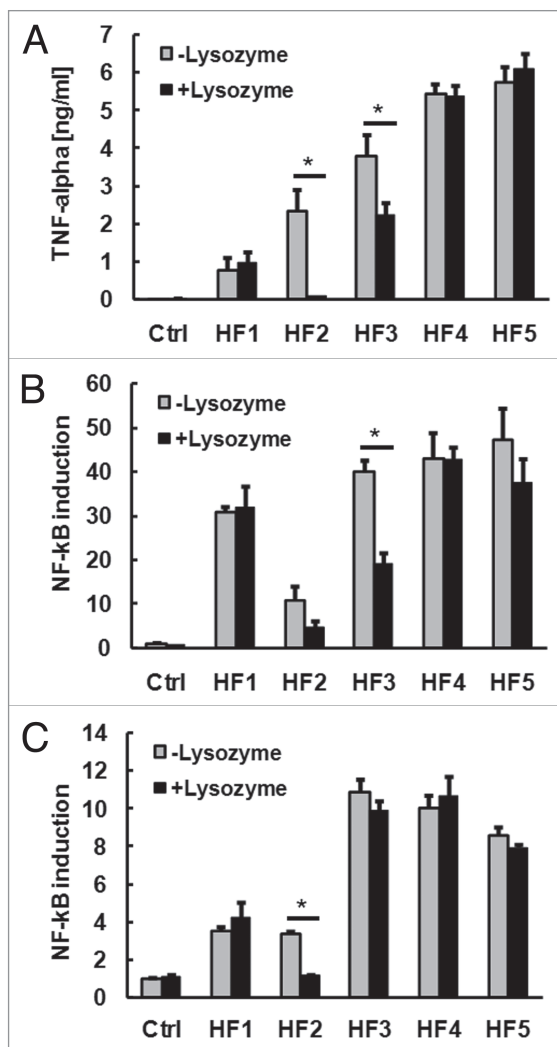 A
TNF-alpha [ng/ml]
7
6
5
4
3
2
1
0
-Lysozyme
+Lysozyme
*
*
Ctrl HF1 HF2 HF3 HF4 HF5
B
NF-kB induction
60
50
40
30
20
10
0
-Lysozyme
+Lysozyme
*
Ctrl HF1 HF2 HF3 HF4 HF5
C
NF-kB induction
14
12
10
8
6
4
2
0
-Lysozyme
+Lysozyme
*
Ctrl HF1 HF2 HF3 HF4 HF5